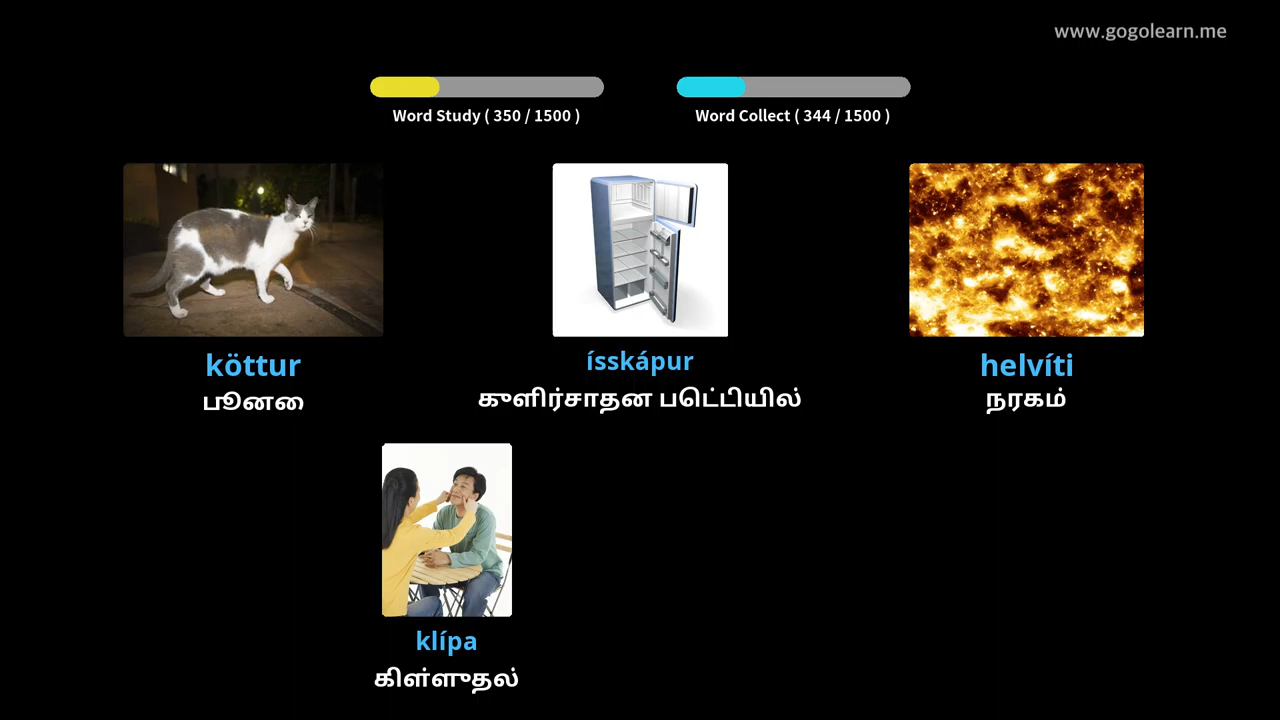 www.gogolearn.me
Word Study ( 350 / 1500 )
Word Collect ( 344 / 1500 )
köttur
ísskápur
helvíti
பூனை
குளிர்சாதன பெட்டியில்
நரகம்
klípa
கிள்ளுதல்